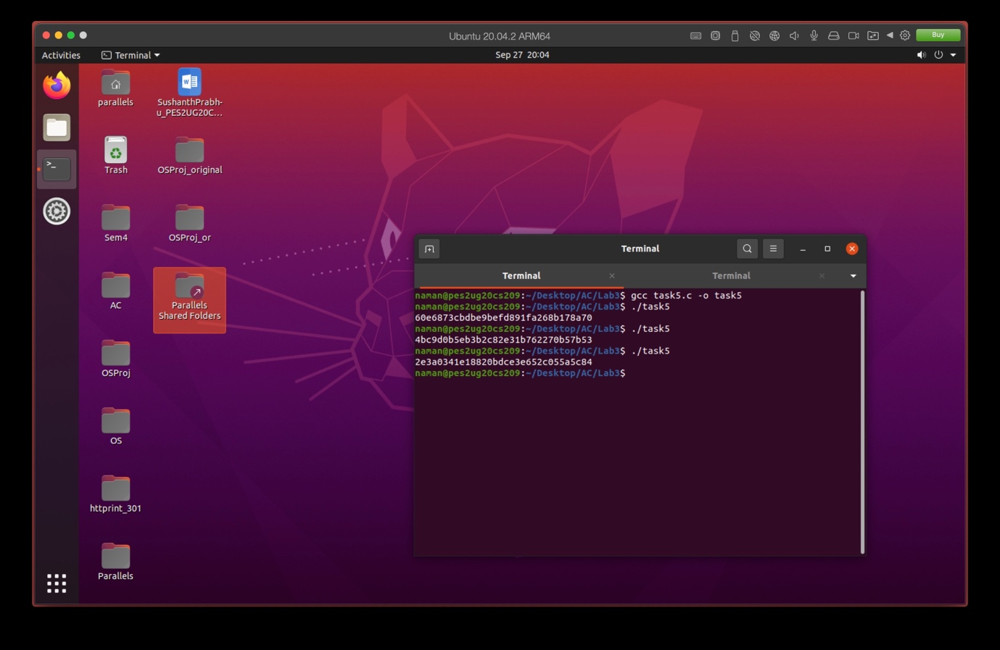 Ubuntu 20.04.2 ARM64
Buy
Activities
Terminal
Sep 27 20:04
parallels
SushanthPrabh-
u_PES2UG20C...
Trash
OSProj_original
Sem4
OSProj_or
AC
Parallels
Shared Folders
OSProj
OS
httprint_301
Parallels
Terminal
Terminal
Terminal
naman@pes2ug20cs209:~/Desktop/AC/Lab3$ gcc task5.c -o task5
naman@pes2ug20cs209:~/Desktop/AC/Lab3$ ./task5
60e6873cbdbe9befd891fa268b178a70
naman@pes2ug20cs209:~/Desktop/AC/Lab3$ ./task5
4bc9d0b5eb3b2c82e31b762270b57b53
naman@pes2ug20cs209:~/Desktop/AC/Lab3$ ./task5
2e3a0341e18820bdce3e652c055a5c84
naman@pes2ug20cs209:~/Desktop/AC/Lab3$